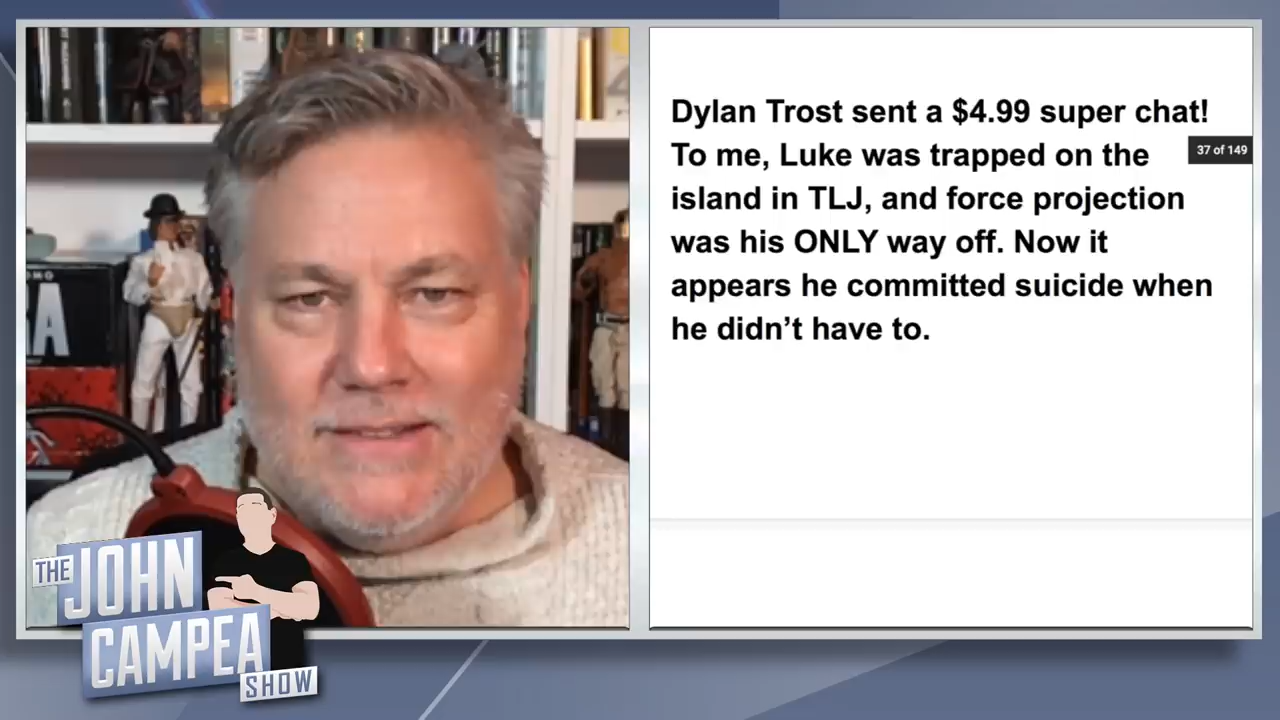 Dylan Trost sent a $4.99 super chat!
To me, Luke was trapped on the
37 of 149
island in TLJ, and force projection
was his ONLY way off. Now it
appears he committed suicide when
he didn’t have to.
THE
JOHN
CAMPEA
SHOW